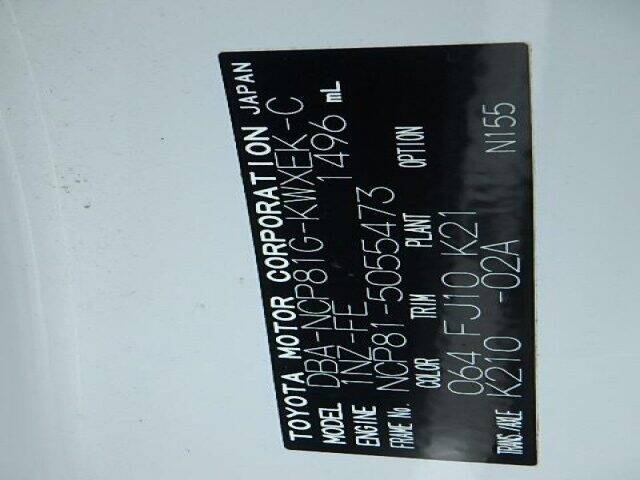 TOYOTA MOTOR CORPORATION JAPAN
MODEL DBA-NCP81G-KWXEK-C
ENGINE 1NZ-FE 1496 mL
FRAME No. NCP81-5055473
COLOR TRIM PLANT OPTION
064 FJ10 K21
TRANS./AXLE K210 -02A N155